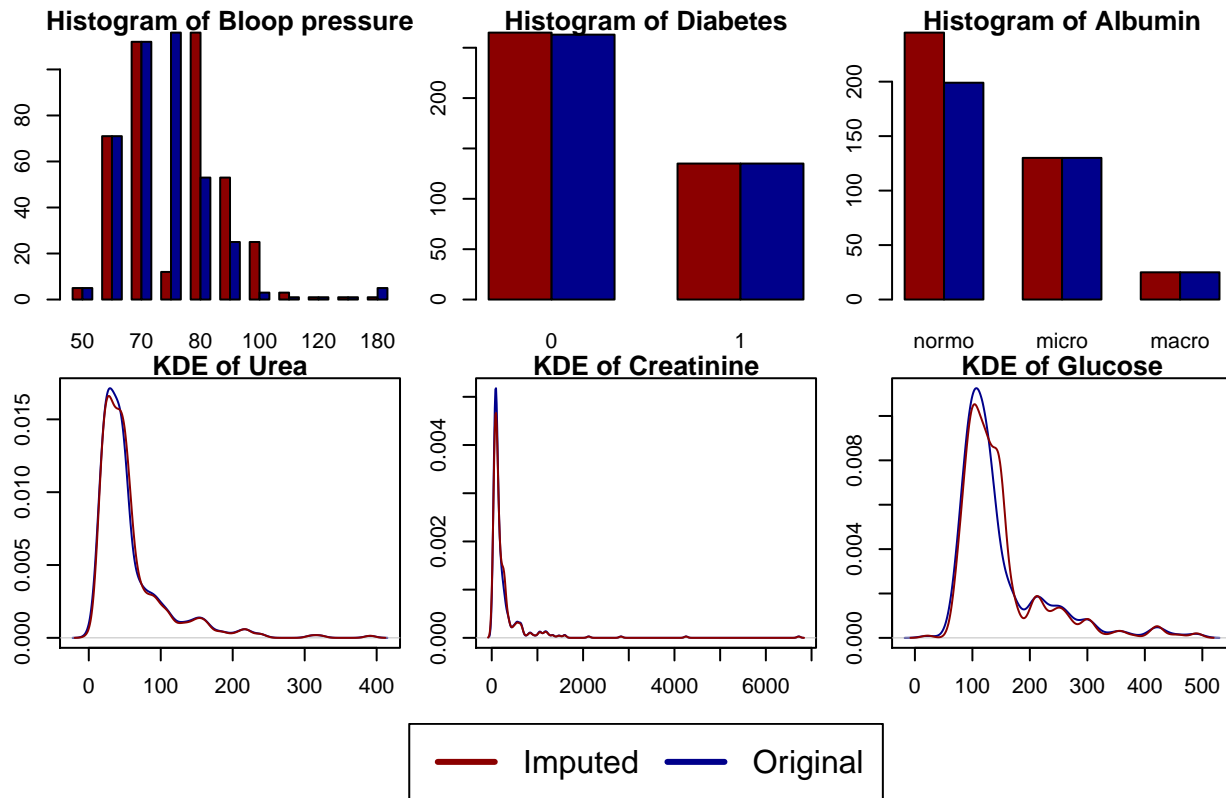 Histogram of Bloop pressure
Histogram of Diabetes
Histogram of Albumin
0 20 40 60 80
0 50 100 200
0 50 100 150 200
50 70 80 100 120 180
0 1
normo micro macro
KDE of Urea
KDE of Creatinine
KDE of Glucose
0.000 0.005 0.010 0.015
0.000 0.002 0.004
0.000 0.004 0.008
0 100 200 300 400
0 2000 4000 6000
0 100 200 300 400 500
Imputed Original